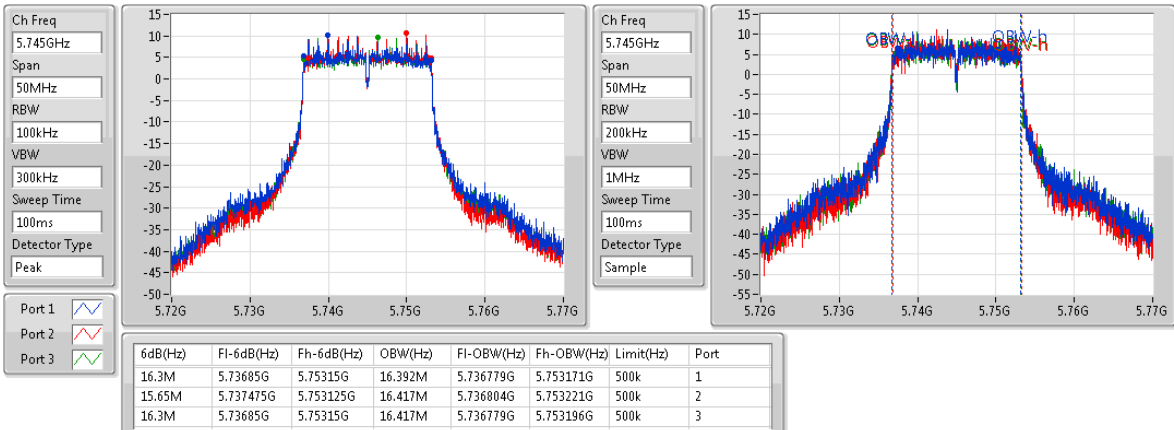 Ch Freq
5.745GHz
Span
50MHz
RBW
100kHz
VBW
300kHz
Sweep Time
100ms
Detector Type
Peak
Port 1
Port 2
Port 3
15
10
5
0
-5
-10
-15
-20
-25
-30
-35
-40
-45
-50
5.72G 5.73G 5.74G 5.75G 5.76G 5.77G
Ch Freq
5.745GHz
Span
50MHz
RBW
200kHz
VBW
1MHz
Sweep Time
100ms
Detector Type
Sample
15
10
5
0
-5
-10
-15
-20
-25
-30
-35
-40
-45
-50
-55
OBW-h
OBW-h
5.72G 5.73G 5.74G 5.75G 5.76G 5.77G
6dB(Hz) Fl-6dB(Hz) Fh-6dB(Hz) OBW(Hz) Fl-OBW(Hz) Fh-OBW(Hz) Limit(Hz) Port
16.3M 5.73685G 5.75315G 16.392M 5.736779G 5.753171G 500k 1
15.65M 5.737475G 5.753125G 16.417M 5.736804G 5.753221G 500k 2
16.3M 5.73685G 5.75315G 16.417M 5.736779G 5.753196G 500k 3